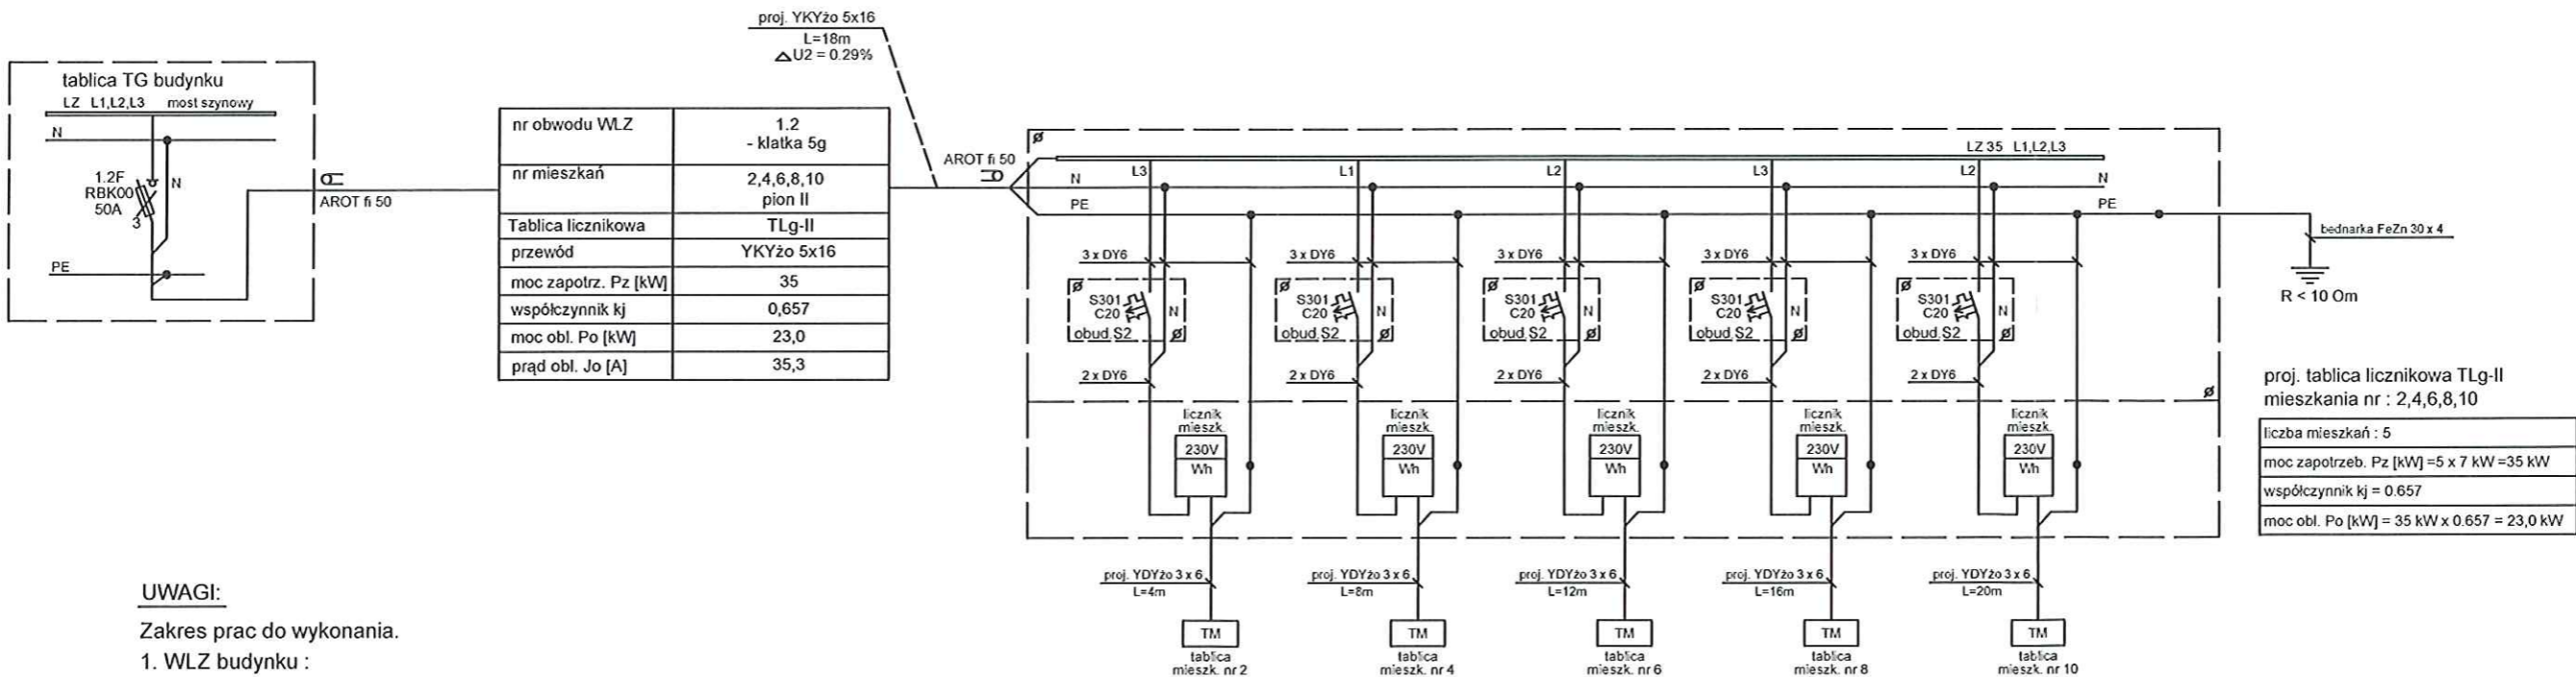 proj. YKYżo 5x16
L=18m
△U2 = 0.29%
tablica TG budynku
LZ L1,L2,L3 most szynowy
N
1.2F
RBK00
50A
3
N
PE
AROT fi 50
nr obwodu WLZ 1.2
- klatka 5g
nr mieszkań 2,4,6,8,10
pion II
Tablica licznikowa TLg-II
przewód YKYżo 5x16
moc zapotrz. Pz [kW] 35
współczynnik kj 0,657
moc obl. Po [kW] 23,0
prąd obl. Jo [A] 35,3
AROT fi 50
LZ 35 L1,L2,L3
L3 L1 L2 L3 L2
N N
PE PE
3 x DY6 3 x DY6 3 x DY6 3 x DY6 3 x DY6
S301 S301 S301 S301 S301
C20 N C20 N C20 N C20 N C20 N
obud.S2 obud.S2 obud.S2 obud.S2 obud.S2
2 x DY6 2 x DY6 2 x DY6 2 x DY6 2 x DY6
licznik licznik licznik licznik licznik
mieszk. mieszk. mieszk. mieszk. mieszk.
230V 230V 230V 230V 230V
Wh Wh Wh Wh Wh
proj. YDYżo 3 x 6 proj. YDYżo 3 x 6 proj. YDYżo 3 x 6 proj. YDYżo 3 x 6 proj. YDYżo 3 x 6
L=4m L=8m L=12m L=16m L=20m
TM TM TM TM TM
tablica tablica tablica tablica tablica
mieszk. nr 2 mieszk. nr 4 mieszk. nr 6 mieszk. nr 8 mieszk. nr 10
bednarka FeZn 30 x 4
R < 10 Om
proj. tablica licznikowa TLg-II
mieszkania nr : 2,4,6,8,10
liczba mieszkań : 5
moc zapotrzeb. Pz [kW] =5 x 7 kW =35 kW
współczynnik kj = 0.657
moc obl. Po [kW] = 35 kW x 0.657 = 23,0 kW
UWAGI:
Zakres prac do wykonania.
1. WLZ budynku :